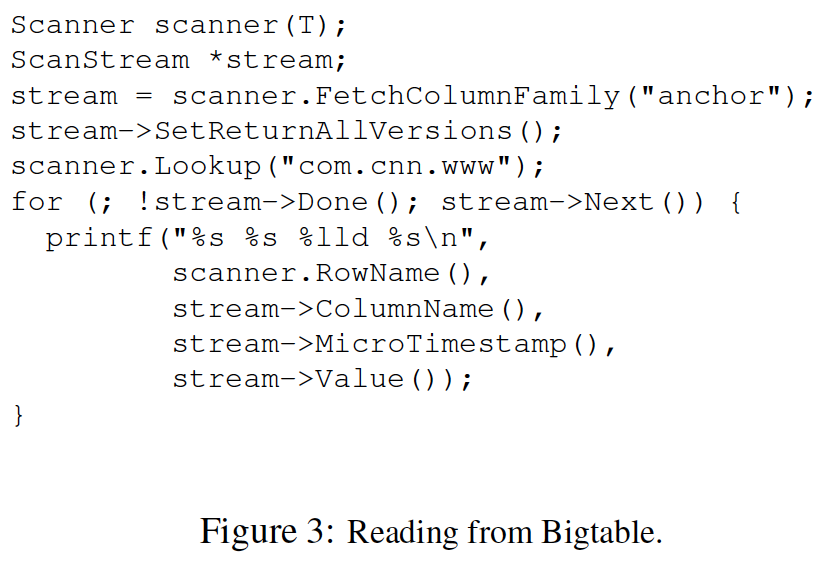 Scanner scanner(T);
ScanStream *stream;
stream = scanner.FetchColumnFamily("anchor");
stream->SetReturnAllVersions();
scanner.Lookup("com.cnn.www");
for (; !stream->Done(); stream->Next()) {
  printf("%s %s %lld %s\n",
         scanner.RowName(),
         stream->ColumnName(),
         stream->MicroTimestamp(),
         stream->Value());
}
Figure 3: Reading from Bigtable.